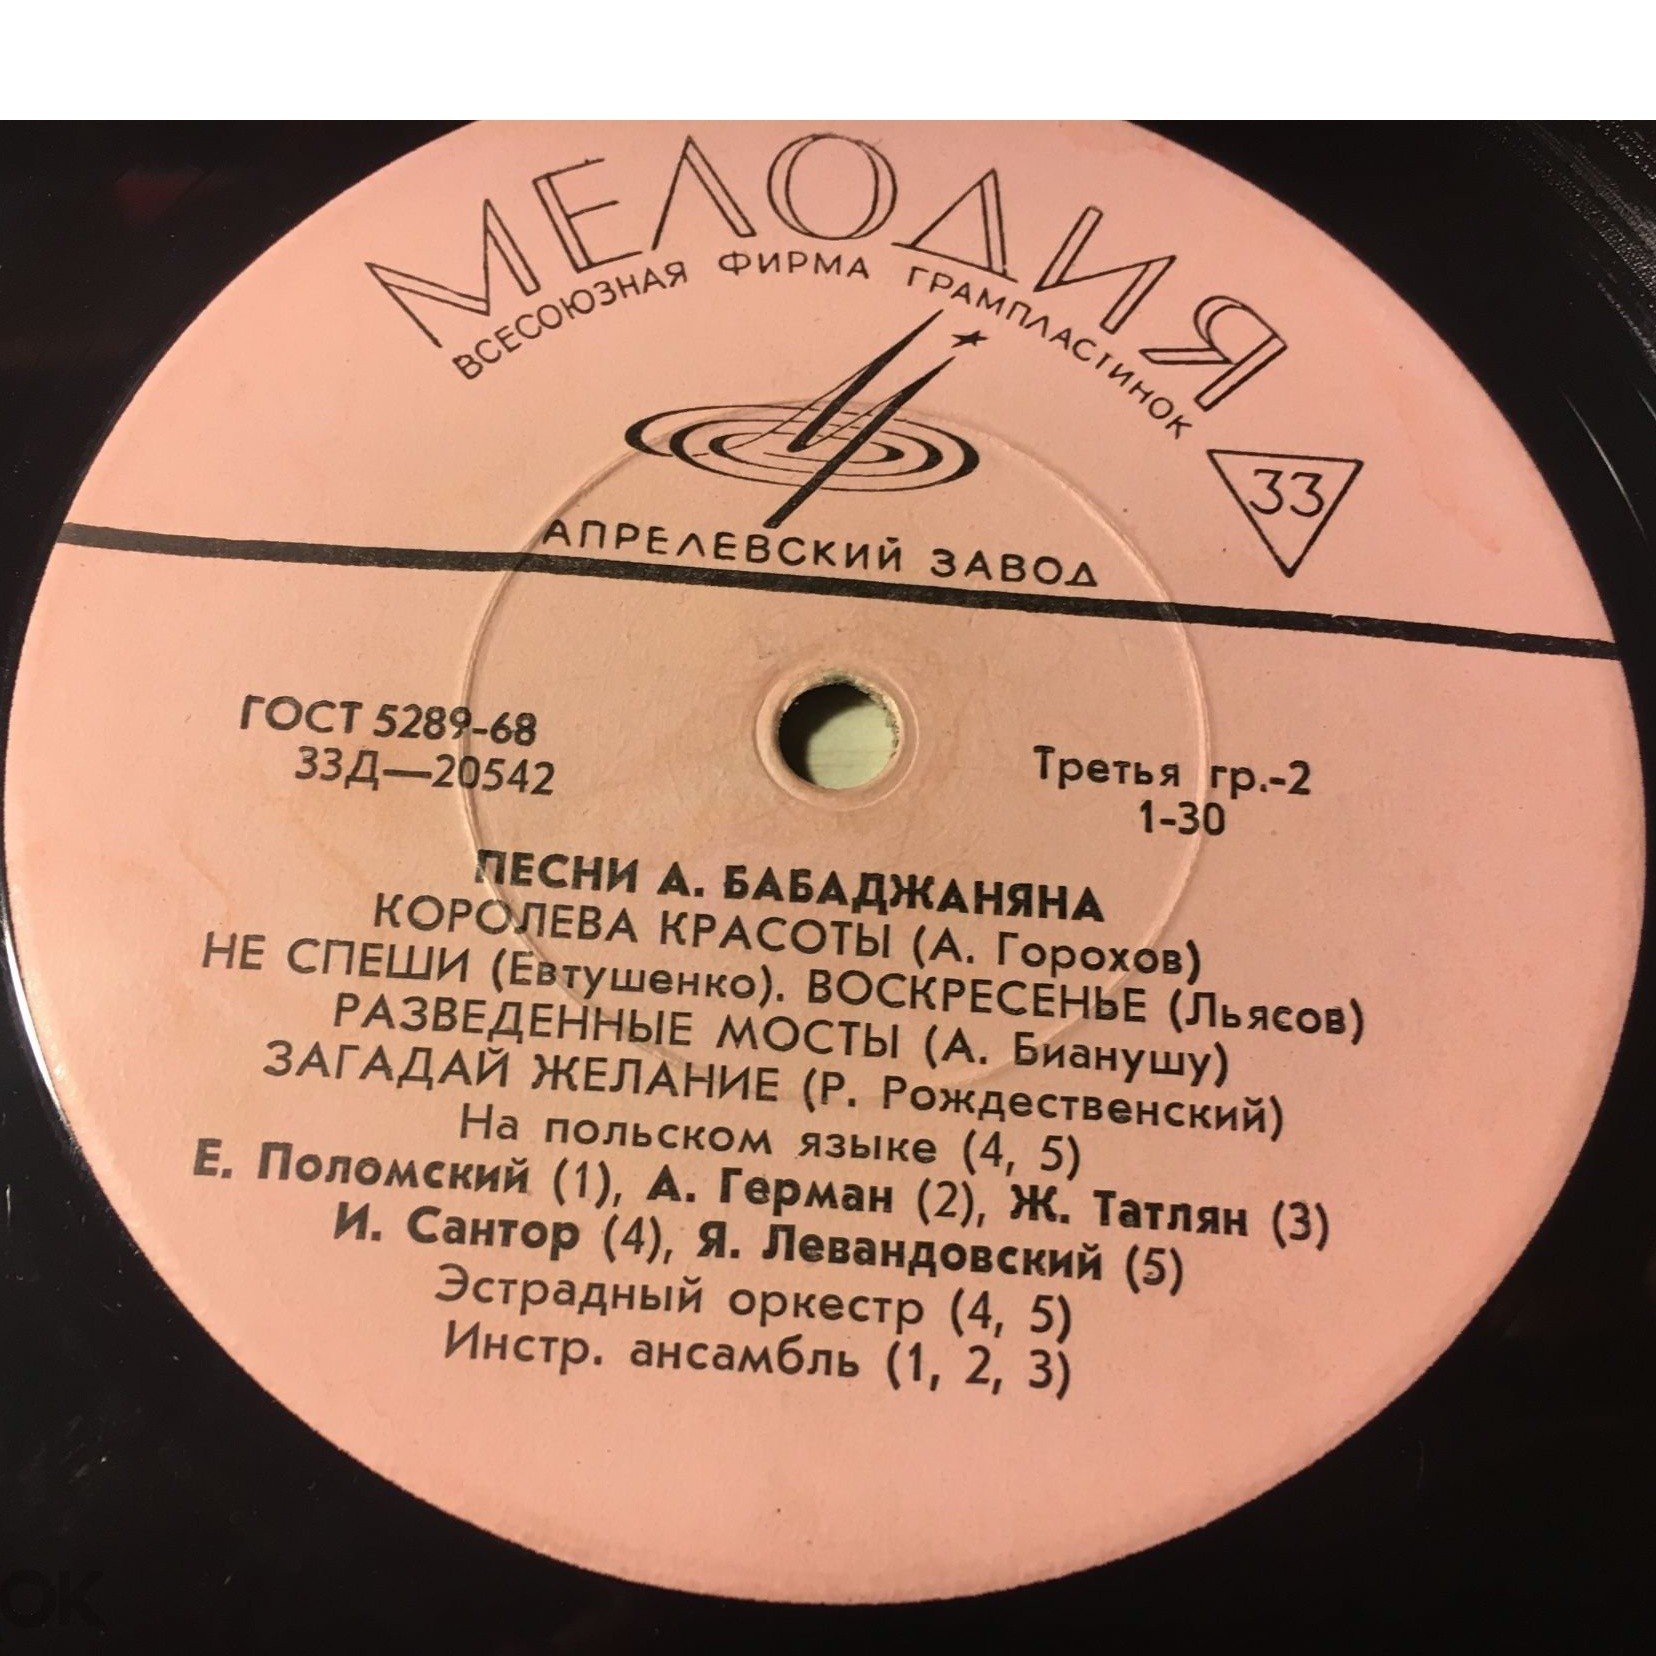 МЕЛОДИЯ
ВСЕСОЮЗНАЯ ФИРМА ГРАМПЛАСТИНОК
33
АПРЕЛЕВСКИЙ ЗАВОД
ГОСТ 5289-68
33Д—20542
Третья гр.-2
1-30
ПЕСНИ А. БАБАДЖАНЯНА
КОРОЛЕВА КРАСОТЫ (А. Горохов)
НЕ СПЕШИ (Евтушенко). ВОСКРЕСЕНЬЕ (Льясов)
РАЗВЕДЕННЫЕ МОСТЫ (А. Биануshу)
ЗАГАДАЙ ЖЕЛАНИЕ (Р. Рождественский)
На польском языке (4, 5)
Е. Поломский (1), А. Герман (2), Ж. Татлян (3)
И. Сантор (4), Я. Левандовский (5)
Эстрадный оркестр (4, 5)
Инстр. ансамбль (1, 2, 3)
OK